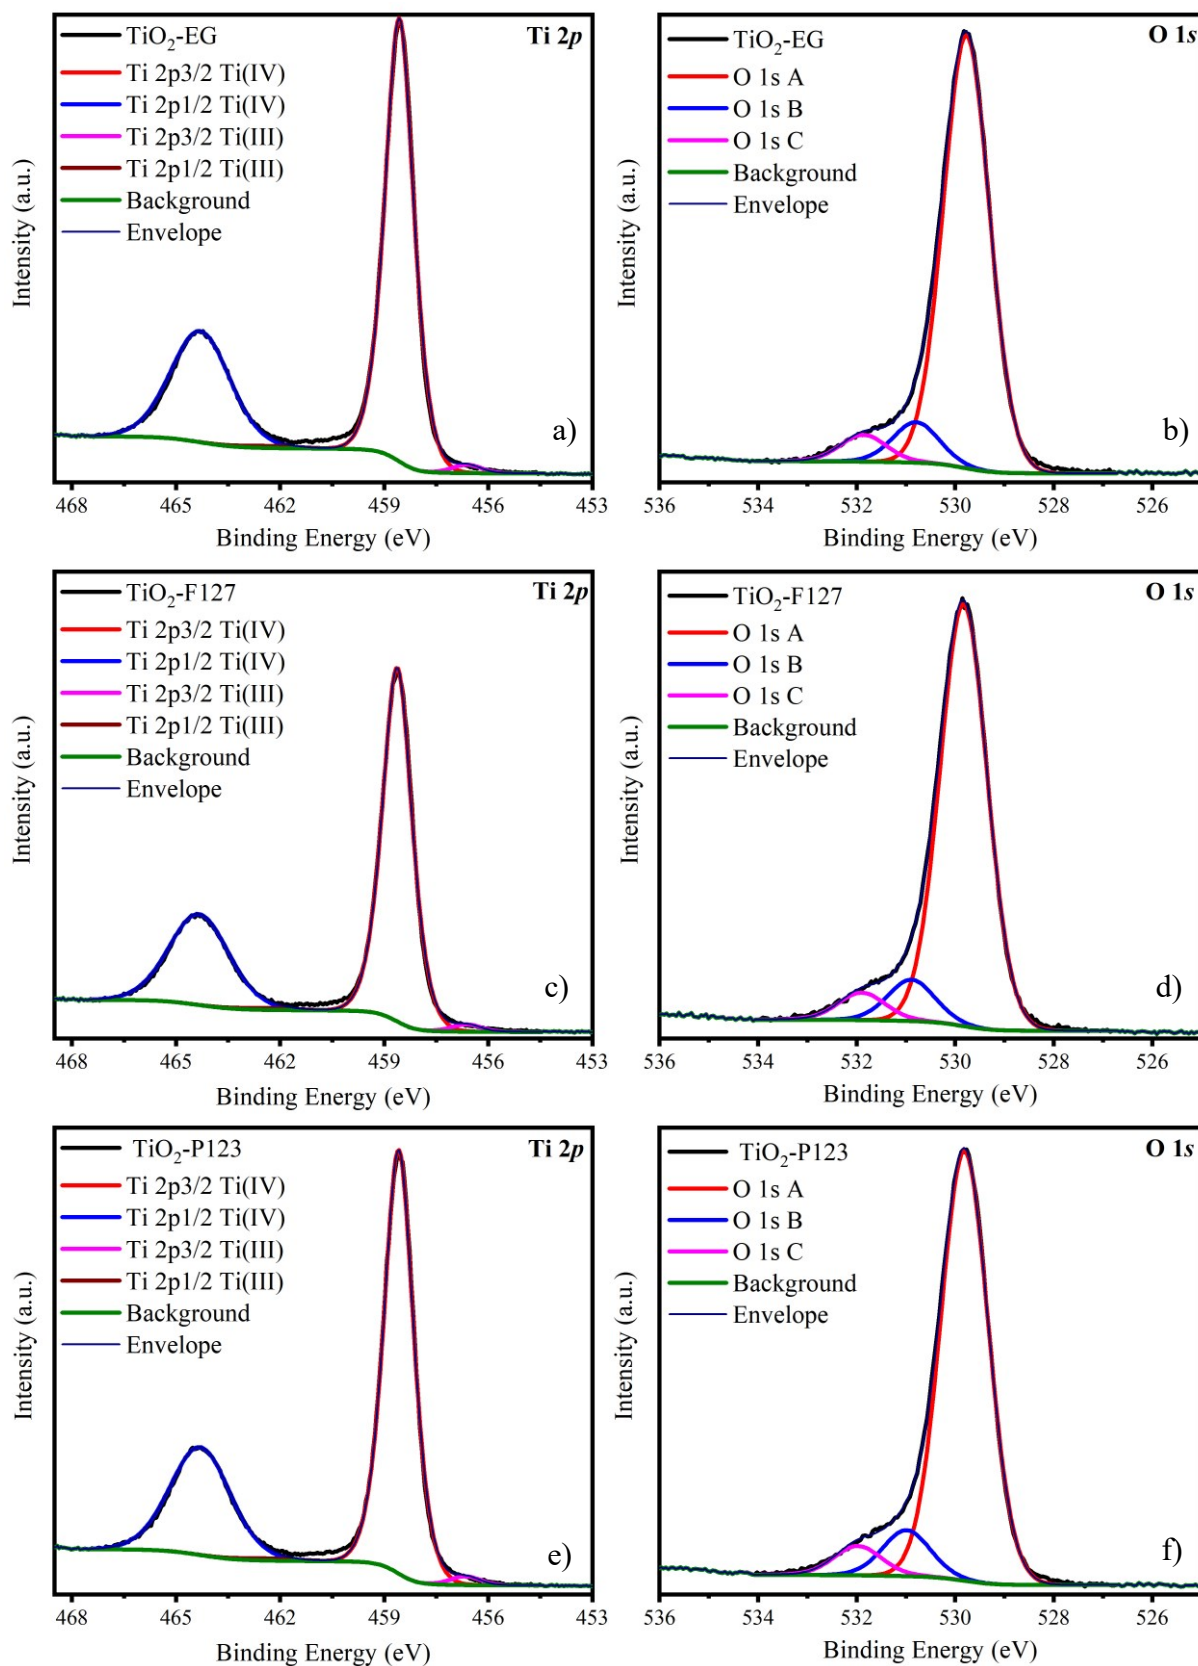 TiO₂-EG
Ti 2p3/2 Ti(IV)
Ti 2p1/2 Ti(IV)
Ti 2p3/2 Ti(III)
Ti 2p1/2 Ti(III)
Background
Envelope
Ti 2p
a)
Intensity (a.u.)
468 465 462 459 456 453
Binding Energy (eV)
TiO₂-EG
O 1s A
O 1s B
O 1s C
Background
Envelope
O 1s
b)
Intensity (a.u.)
536 534 532 530 528 526
Binding Energy (eV)
TiO₂-F127
Ti 2p3/2 Ti(IV)
Ti 2p1/2 Ti(IV)
Ti 2p3/2 Ti(III)
Ti 2p1/2 Ti(III)
Background
Envelope
Ti 2p
c)
Intensity (a.u.)
468 465 462 459 456 453
Binding Energy (eV)
TiO₂-F127
O 1s A
O 1s B
O 1s C
Background
Envelope
O 1s
d)
Intensity (a.u.)
536 534 532 530 528 526
Binding Energy (eV)
TiO₂-P123
Ti 2p3/2 Ti(IV)
Ti 2p1/2 Ti(IV)
Ti 2p3/2 Ti(III)
Ti 2p1/2 Ti(III)
Background
Envelope
Ti 2p
e)
Intensity (a.u.)
468 465 462 459 456 453
Binding Energy (eV)
TiO₂-P123
O 1s A
O 1s B
O 1s C
Background
Envelope
O 1s
f)
Intensity (a.u.)
536 534 532 530 528 526
Binding Energy (eV)